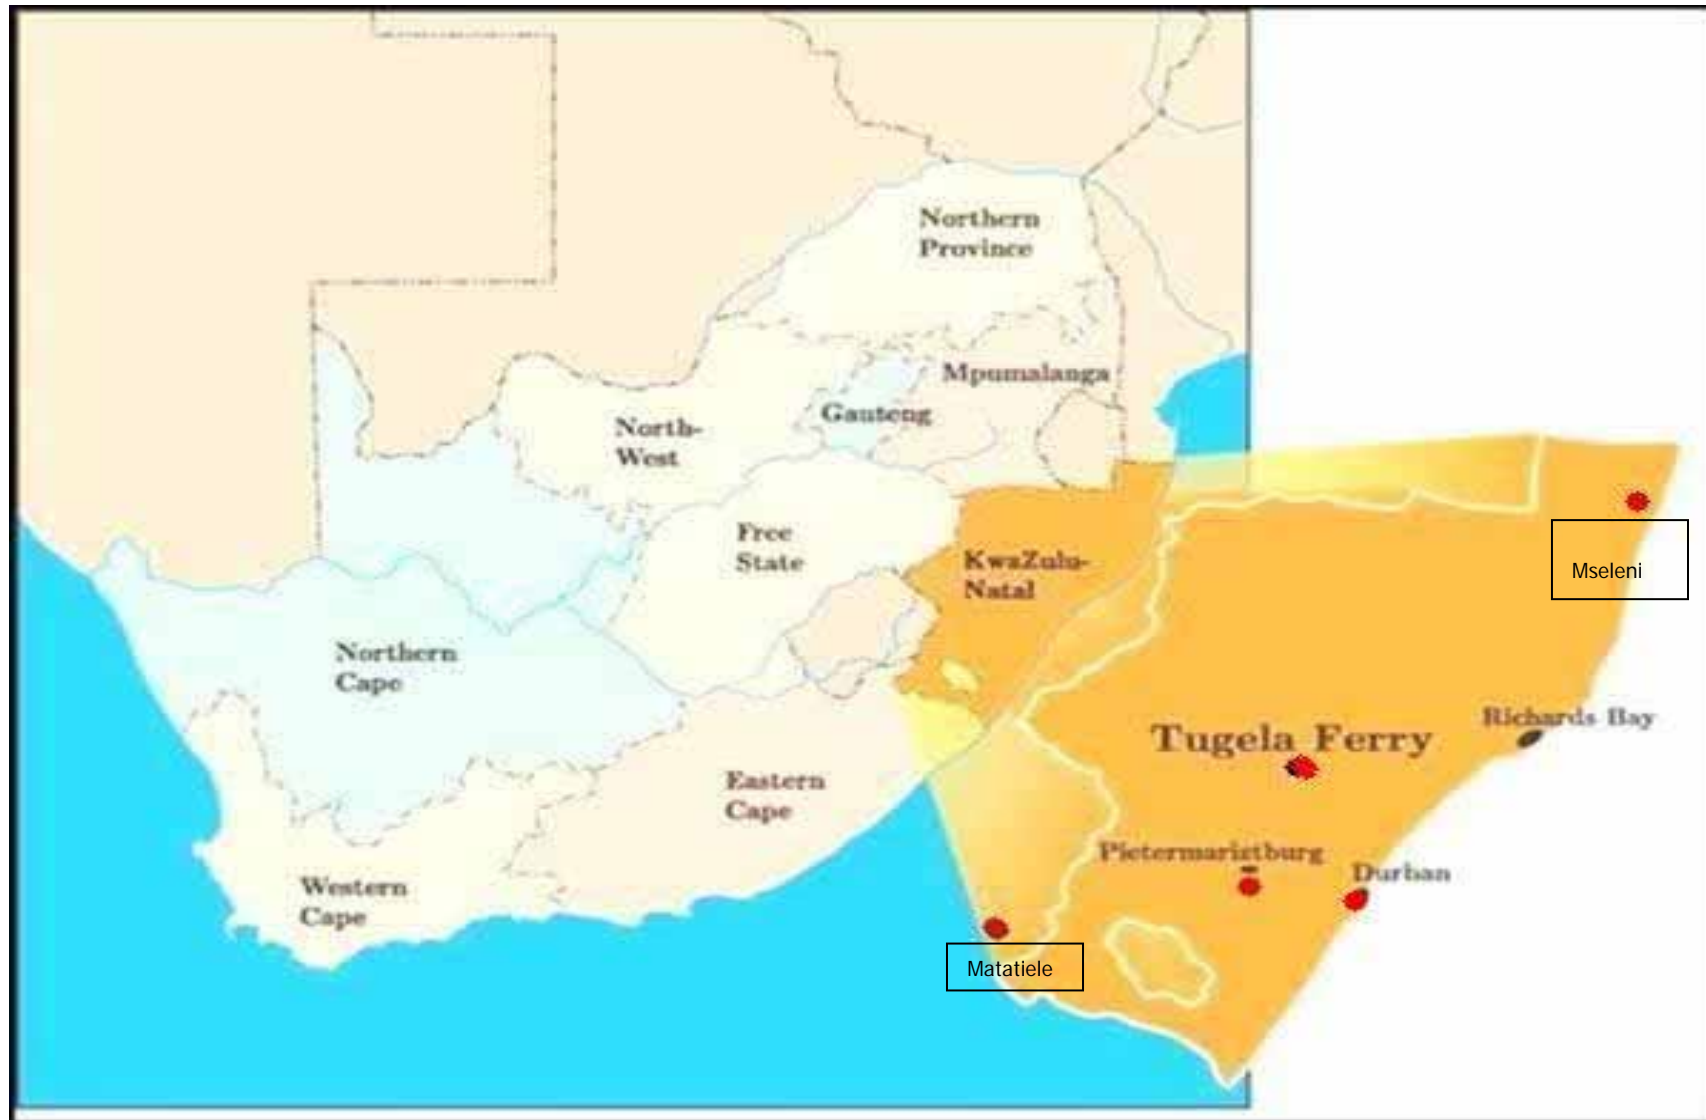 Northern
Province
Mpumalanga
Gauteng
North-
West
Free
State
KwaZulu-
Natal
Mseleni
Northern
Cape
Richards Bay
Tugela Ferry
Eastern
Cape
Pietermarietburg
Durban
Western
Cape
Matatiele